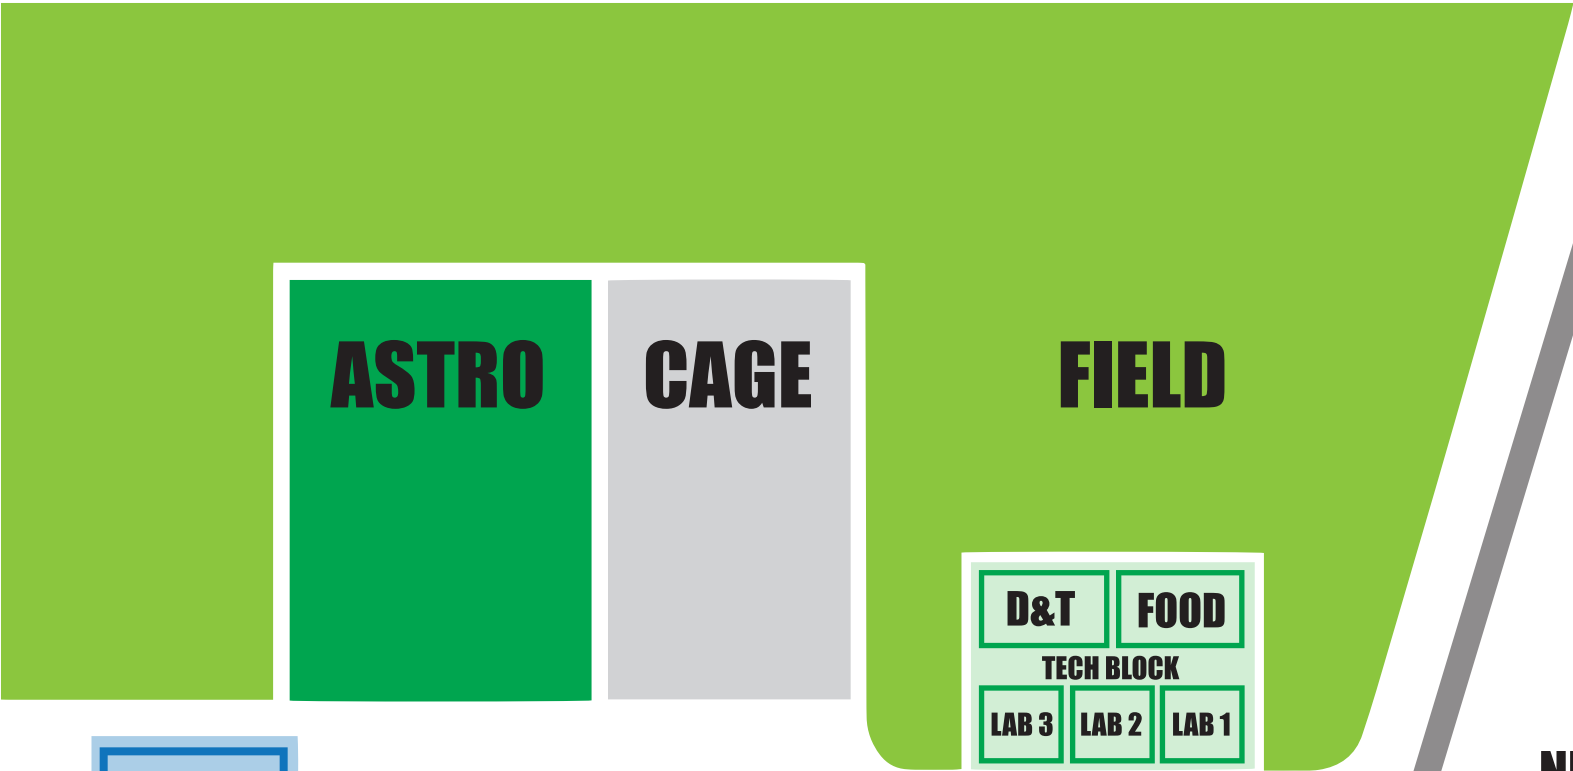 ASTRO
CAGE
FIELD
D&T
FOOD
TECH BLOCK
LAB 3
LAB 2
LAB 1